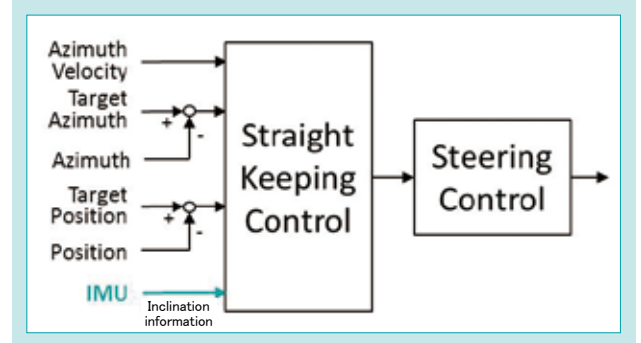 Azimuth
Velocity
Target
Azimuth
+
-
Azimuth
Target
Position
+
-
Position
IMU
Inclination
information
Straight
Keeping
Control
Steering
Control